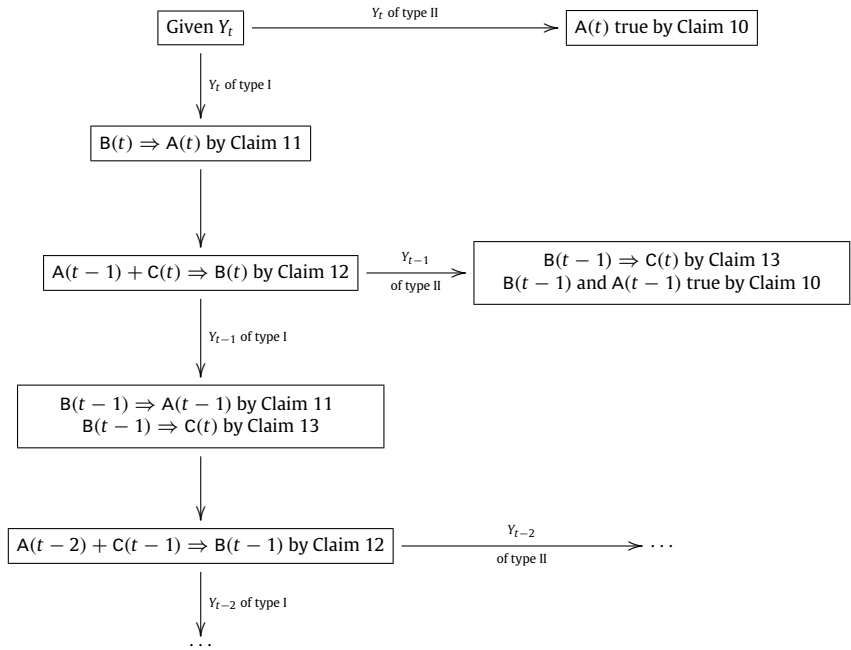 Given Y_t
Y_t of type II
A(t) true by Claim 10
Y_t of type I
B(t) ⇒ A(t) by Claim 11
A(t − 1) + C(t) ⇒ B(t) by Claim 12
Y_{t−1}
of type II
B(t − 1) ⇒ C(t) by Claim 13
B(t − 1) and A(t − 1) true by Claim 10
Y_{t−1} of type I
B(t − 1) ⇒ A(t − 1) by Claim 11
B(t − 1) ⇒ C(t) by Claim 13
A(t − 2) + C(t − 1) ⇒ B(t − 1) by Claim 12
Y_{t−2}
of type II
· · ·
Y_{t−2} of type I
· · ·